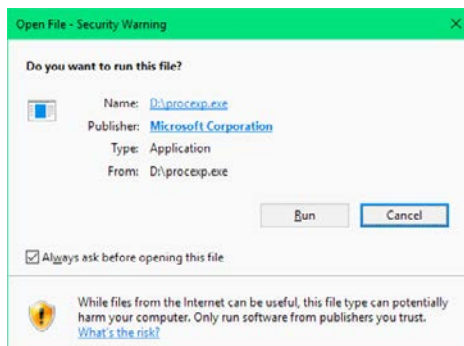 Open File - Security Warning
Do you want to run this file?
Name: D:\procexp.exe
Publisher: Microsoft Corporation
Type: Application
From: D:\procexp.exe
Run Cancel
Always ask before opening this file
While files from the Internet can be useful, this file type can potentially
harm your computer. Only run software from publishers you trust.
What's the risk?